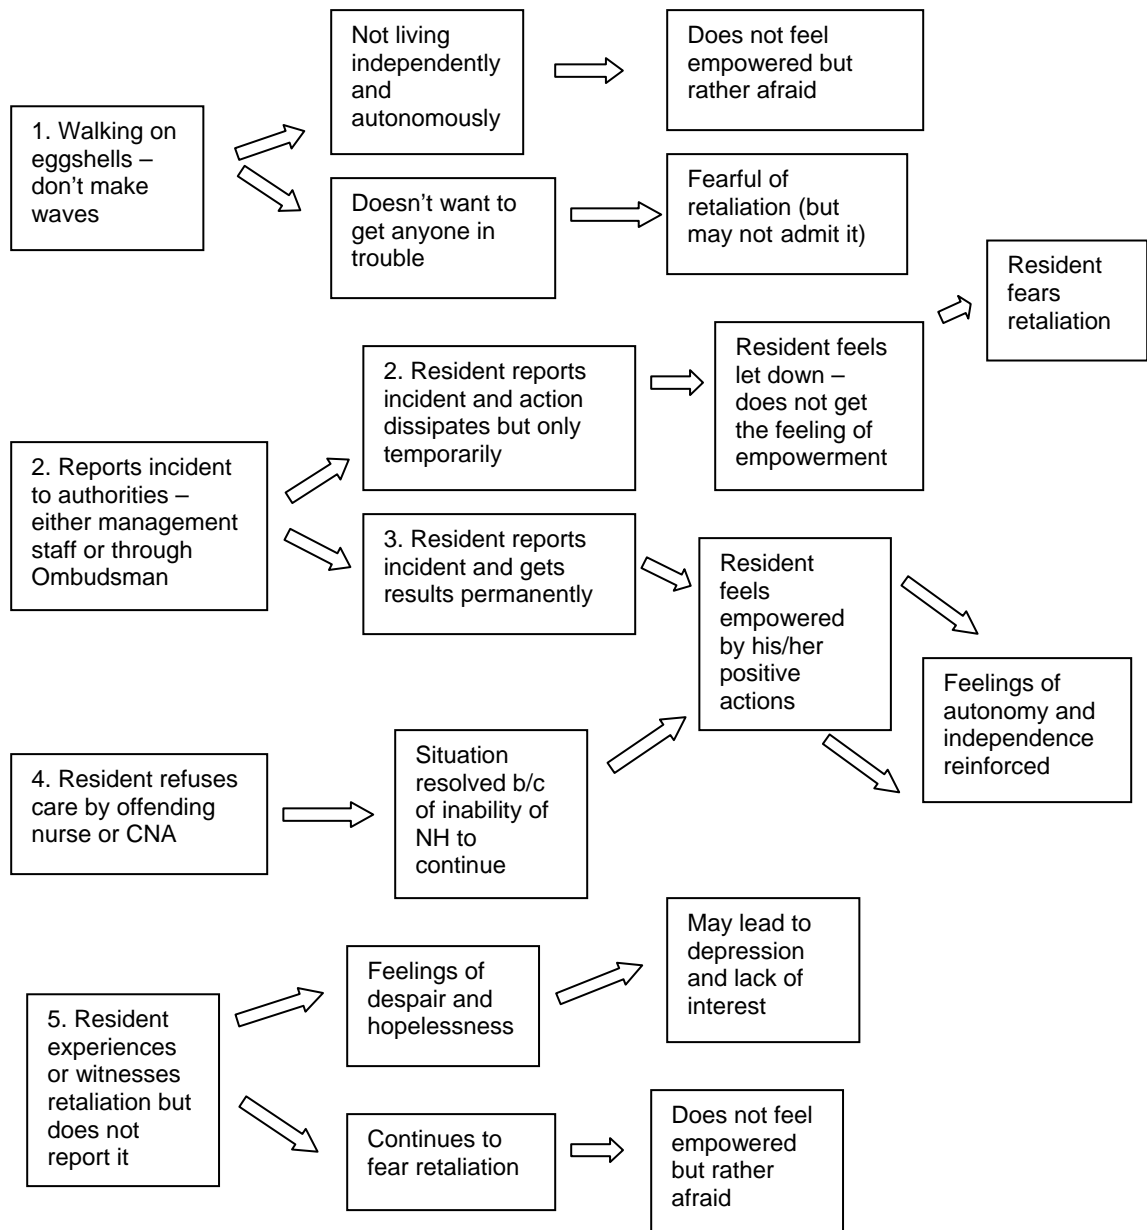 Not living
independently
and
autonomously
Does not feel
empowered but
rather afraid
1. Walking on
eggshells –
don’t make
waves
Doesn’t want to
get anyone in
trouble
Fearful of
retaliation (but
may not admit it)
Resident
fears
retaliation
2. Resident reports
incident and action
dissipates but only
temporarily
Resident feels
let down –
does not get
the feeling of
empowerment
2. Reports incident
to authorities –
either management
staff or through
Ombudsman
3. Resident reports
incident and gets
results permanently
Resident
feels
empowered
by his/her
positive
actions
Feelings of
autonomy and
independence
reinforced
4. Resident refuses
care by offending
nurse or CNA
Situation
resolved b/c
of inability of
NH to
continue
May lead to
depression
and lack of
interest
Feelings of
despair and
hopelessness
5. Resident
experiences
or witnesses
retaliation but
does not
report it
Continues to
fear retaliation
Does not feel
empowered
but rather
afraid